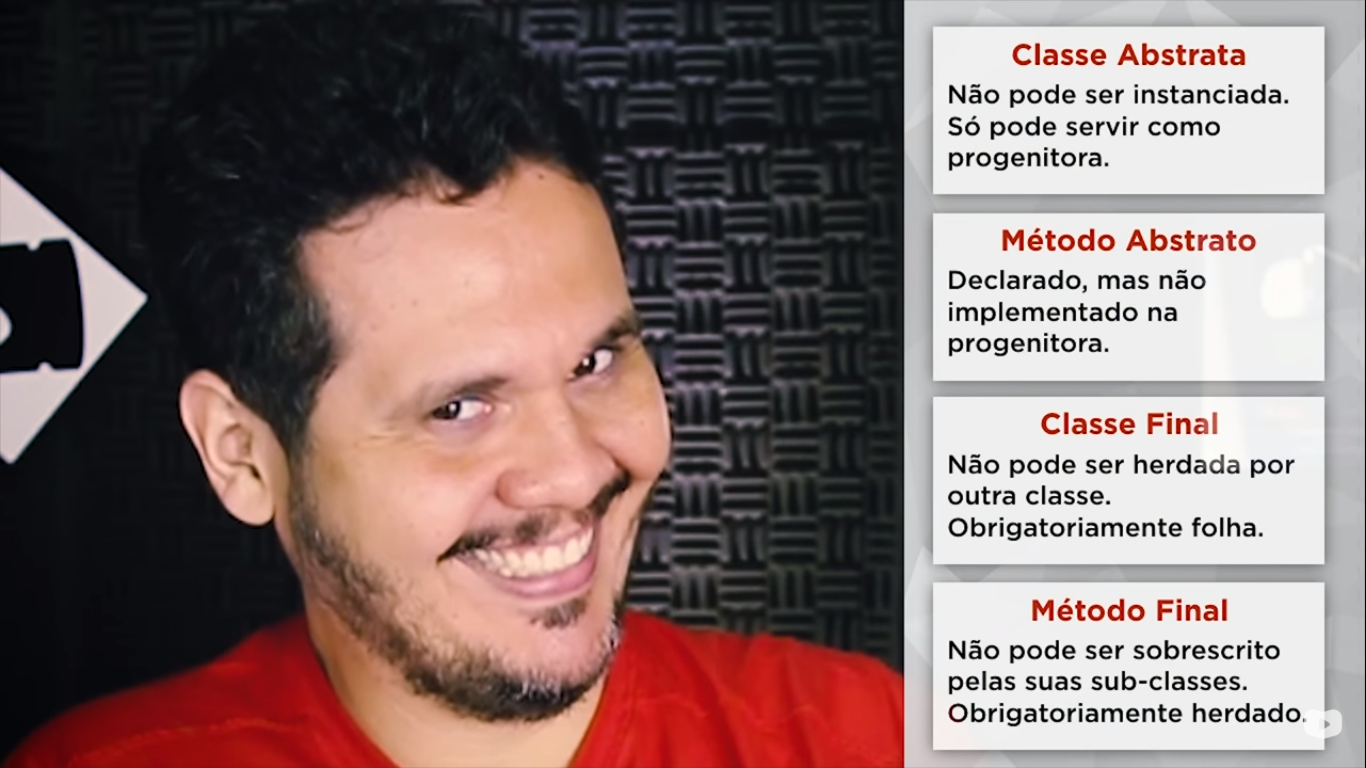 Classe Abstrata
Não pode ser instanciada.
Só pode servir como
progenitora.
Método Abstrato
Declarado, mas não
implementado na
progenitora.
Classe Final
Não pode ser herdada por
outra classe.
Obrigatoriamente folha.
Método Final
Não pode ser sobrescrito
pelas suas sub-classes.
Obrigatoriamente herdado.